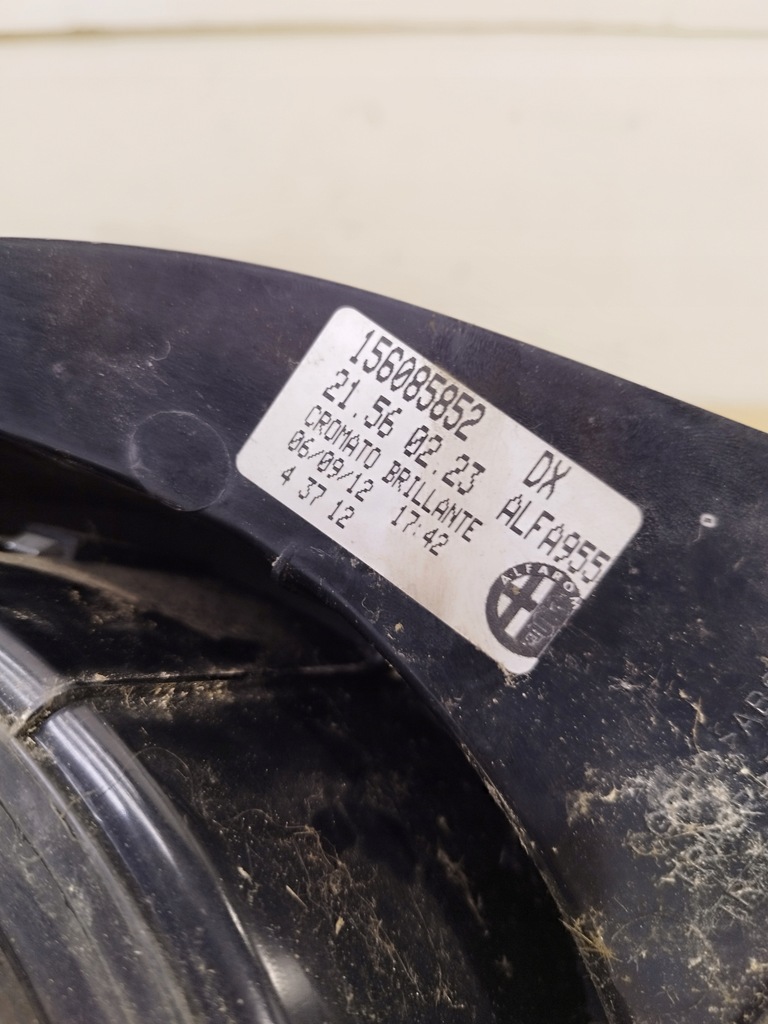 156085852 DX
21.56 02.23 ALFA955
CROMATO BRILLANTE
06/09/12 17:42
4 37 12